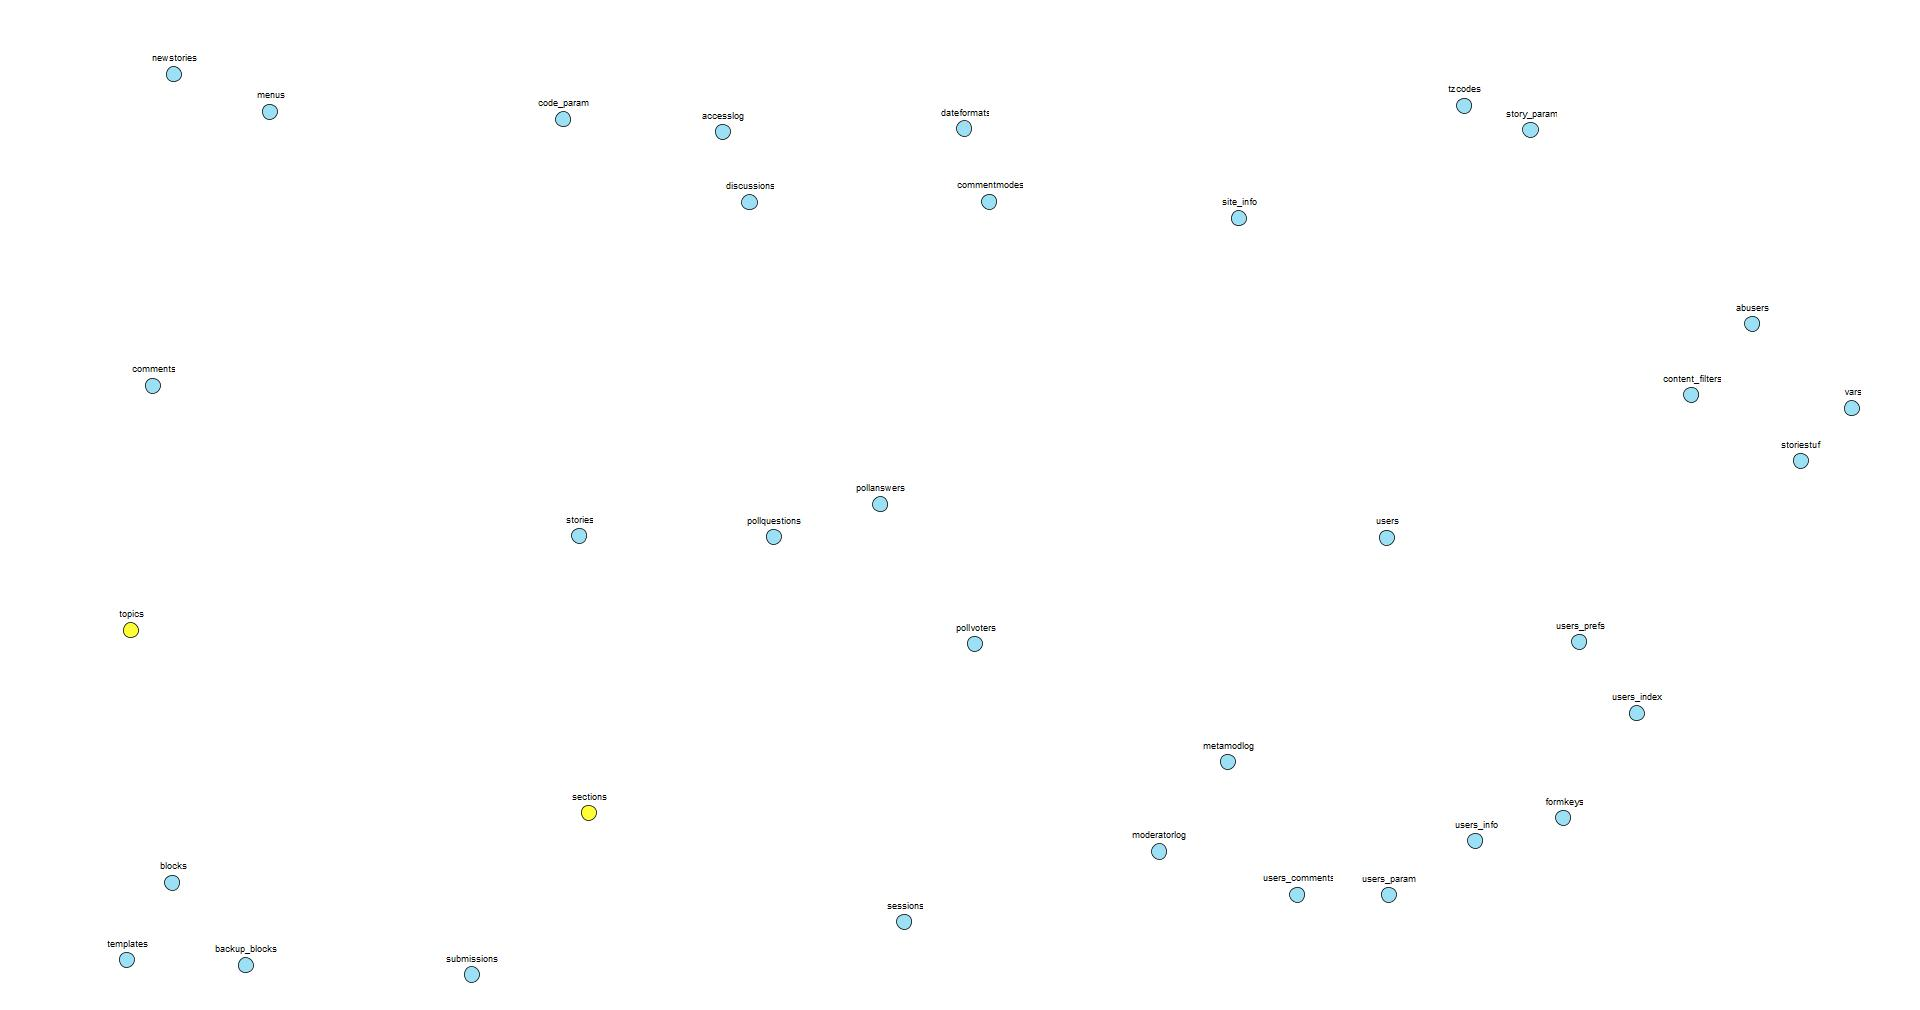 newstories
menus
code_param
accesslog
dateformats
tzcodes
story_param
discussions
commentmodes
site_info
abusers
comments
content_filters
vars
storiestuf
pollanswers
stories
pollquestions
users
topics
pollvoters
users_prefs
users_index
metamodlog
sections
formkeys
users_info
moderatorlog
blocks
users_comments
users_param
sessions
templates
backup_blocks
submissions